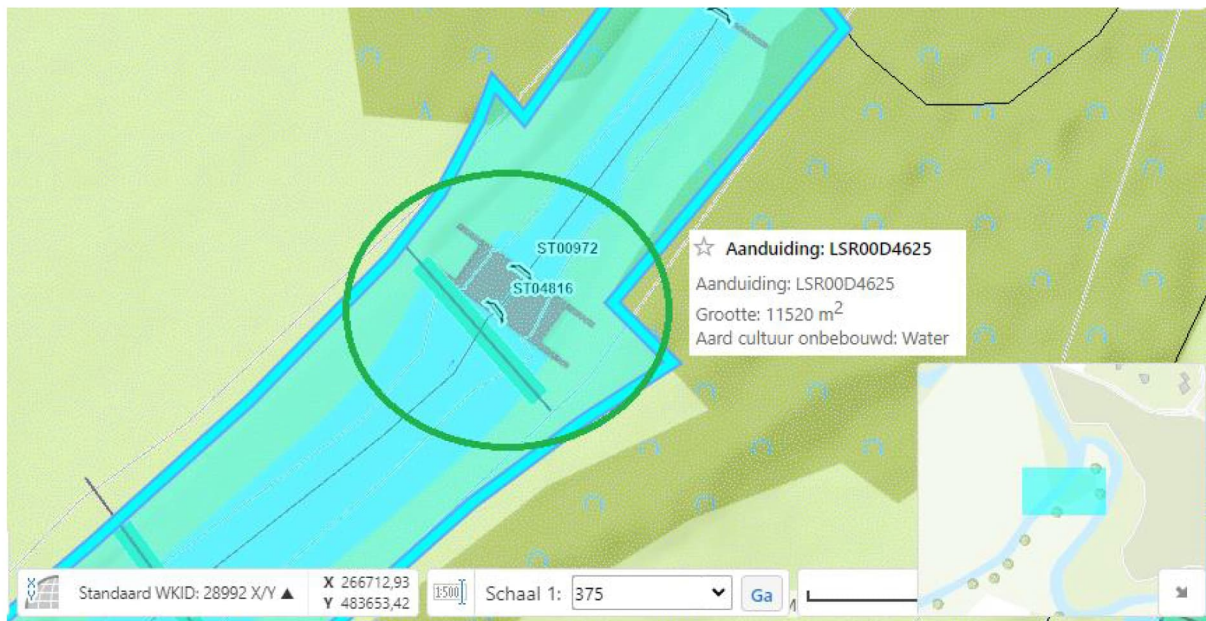 ST00972
ST04816
☆ Aanduiding: LSR00D4625
Aanduiding: LSR00D4625
Grootte: 11520 m²
Aard cultuur onbebouwd: Water
X Y
Standaard WKID: 28992 X/Y ▲
X 266712,93
Y 483653,42
1:500
Schaal 1: 375
Ga